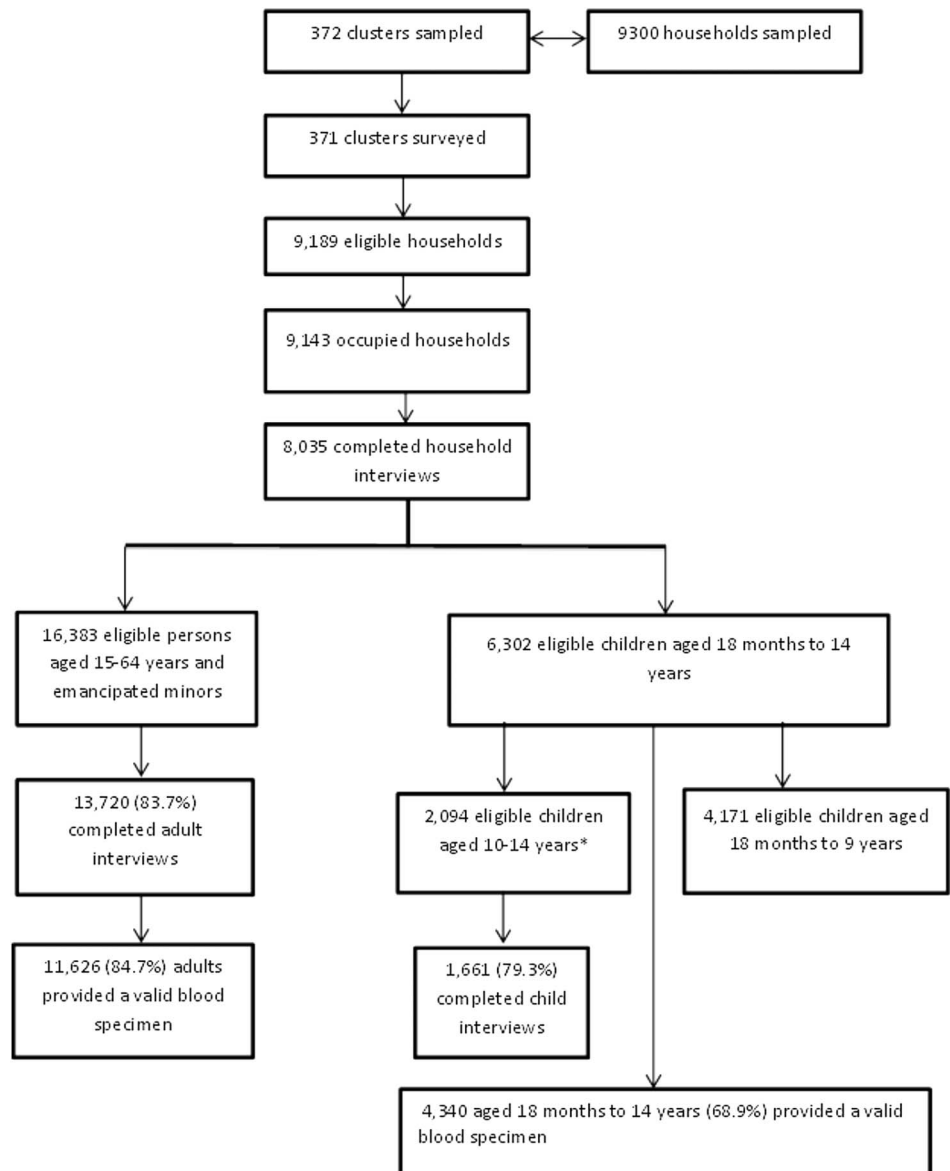 372 clusters sampled
9300 households sampled
371 clusters surveyed
9,189 eligible households
9,143 occupied households
8,035 completed household
interviews
16,383 eligible persons
aged 15-64 years and
emancipated minors
6,302 eligible children aged 18 months to 14
years
13,720 (83.7%)
completed adult
interviews
2,094 eligible children
aged 10-14 years*
4,171 eligible children aged
18 months to 9 years
11,626 (84.7%) adults
provided a valid blood
specimen
1,661 (79.3%)
completed child
interviews
4,340 aged 18 months to 14 years (68.9%) provided a valid
blood specimen